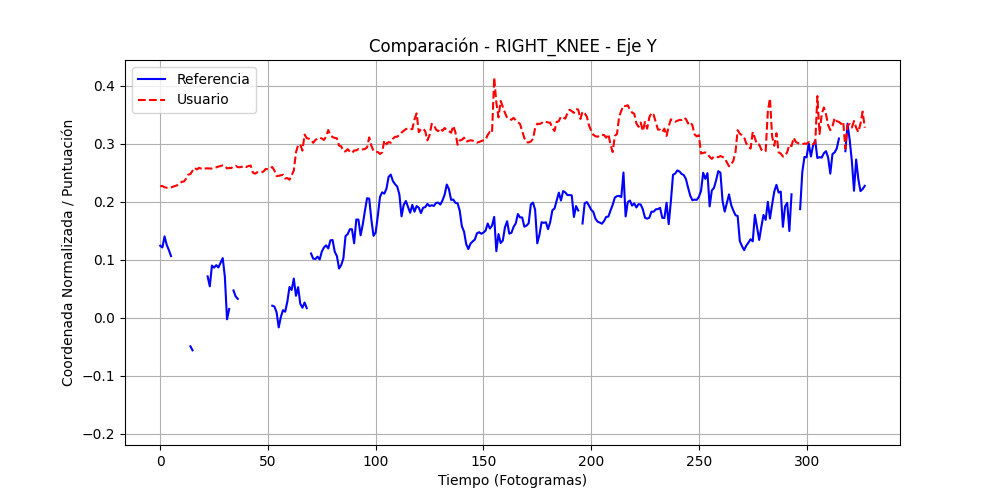 Comparación - RIGHT_KNEE - Eje Y
Referencia
Usuario
Coordenada Normalizada / Puntuación
0.4
0.3
0.2
0.1
0.0
−0.1
−0.2
0 50 100 150 200 250 300
Tiempo (Fotogramas)